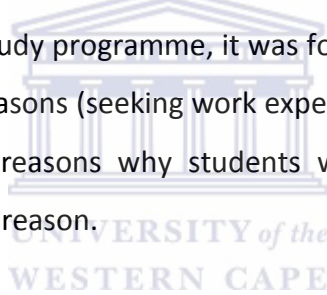 udy programme, it was fo
asons (seeking work expe
reasons why students w
reason.
UNIVERSITY of the
WESTERN CAPE